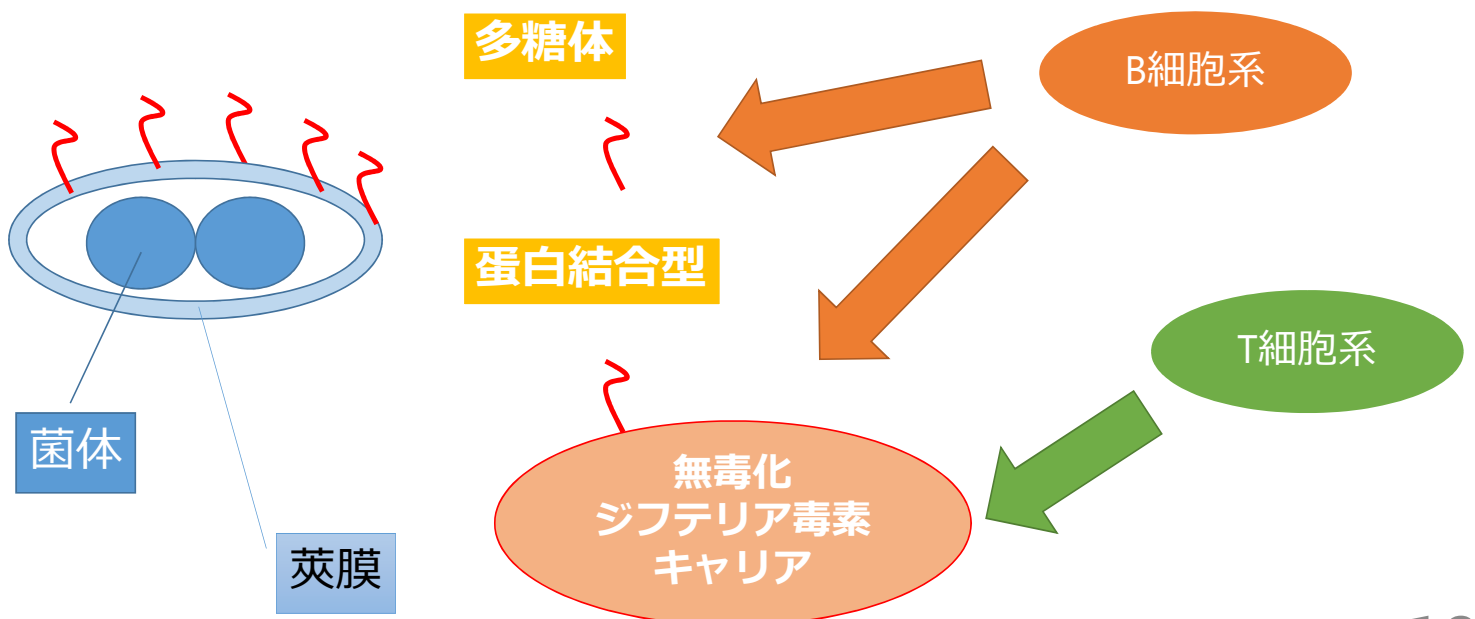 多糖体
B細胞系
蛋白結合型
T細胞系
菌体
無毒化
ジフテリア毒素
キャリア
莢膜